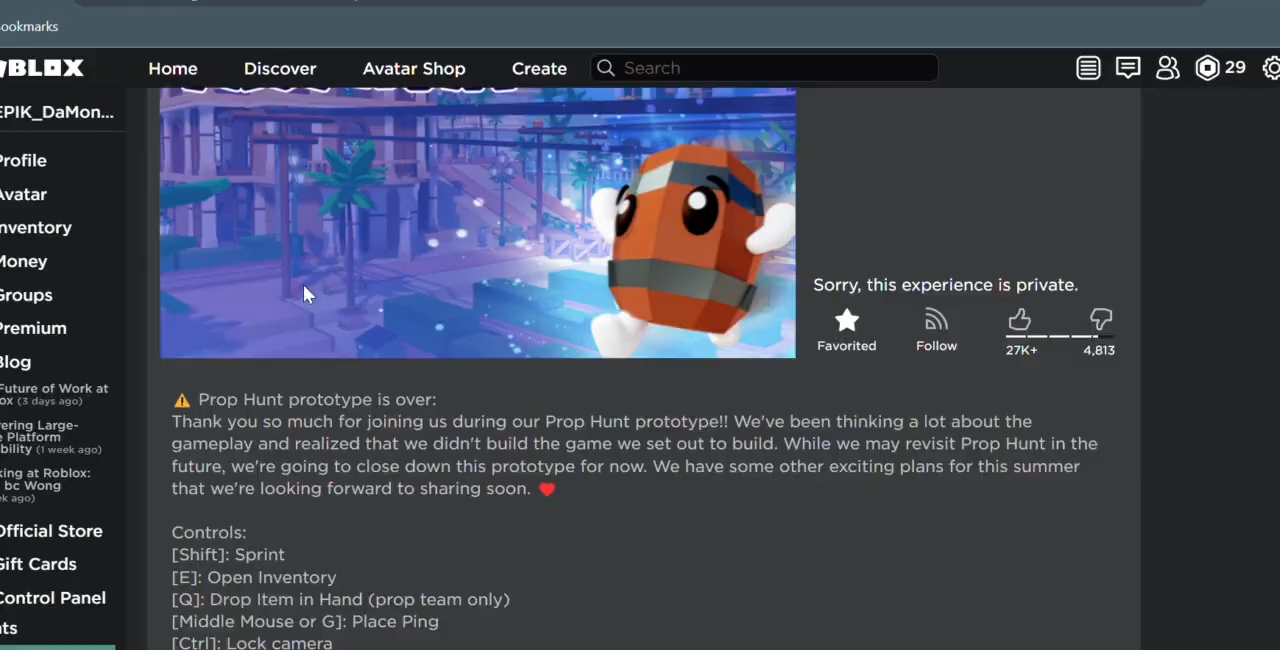 ookmarks
BLOX
Home
Discover
Avatar Shop
Create
Search
29
EPIK_DaMon...
Profile
Avatar
nventory
Money
Groups
Premium
Blog
Future of Work at
ox (3 days ago)
ering Large-
e Platform
bility (1 week ago)
king at Roblox:
bc Wong
ek ago)
Official Store
Gift Cards
Control Panel
ts
Sorry, this experience is private.
Favorited
Follow
27K+
4,813
⚠ Prop Hunt prototype is over:
Thank you so much for joining us during our Prop Hunt prototype!! We've been thinking a lot about the
gameplay and realized that we didn't build the game we set out to build. While we may revisit Prop Hunt in the
future, we're going to close down this prototype for now. We have some other exciting plans for this summer
that we're looking forward to sharing soon. ♥
Controls:
[Shift]: Sprint
[E]: Open Inventory
[Q]: Drop Item in Hand (prop team only)
[Middle Mouse or G]: Place Ping
[Ctrl]: Lock camera